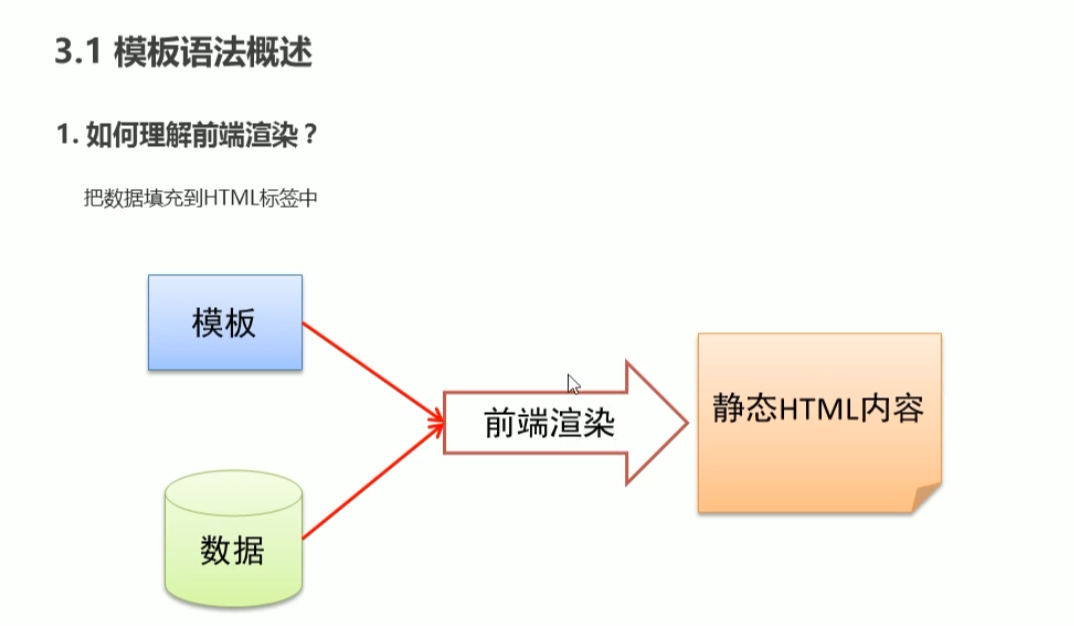 3.1 模板语法概述
1. 如何理解前端渲染？
把数据填充到HTML标签中
模板
前端渲染
静态HTML内容
数据